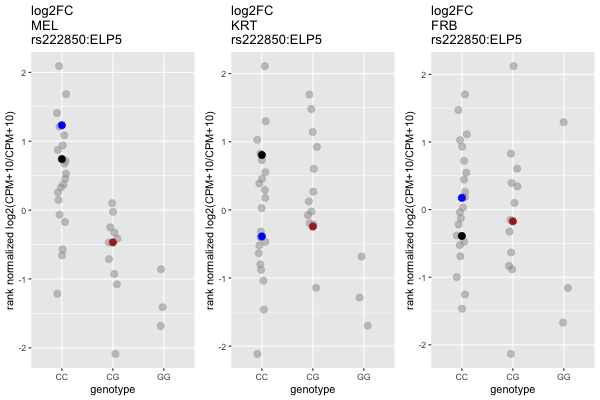 log2FC
MEL
rs222850:ELP5
rank normalized log2(CPM+10/CPM+10)
2
1
0
-1
-2
CC
CG
GG
genotype
log2FC
KRT
rs222850:ELP5
rank normalized log2(CPM+10/CPM+10)
2
1
0
-1
-2
CC
CG
GG
genotype
log2FC
FRB
rs222850:ELP5
rank normalized log2(CPM+10/CPM+10)
2
1
0
-1
-2
CC
CG
GG
genotype